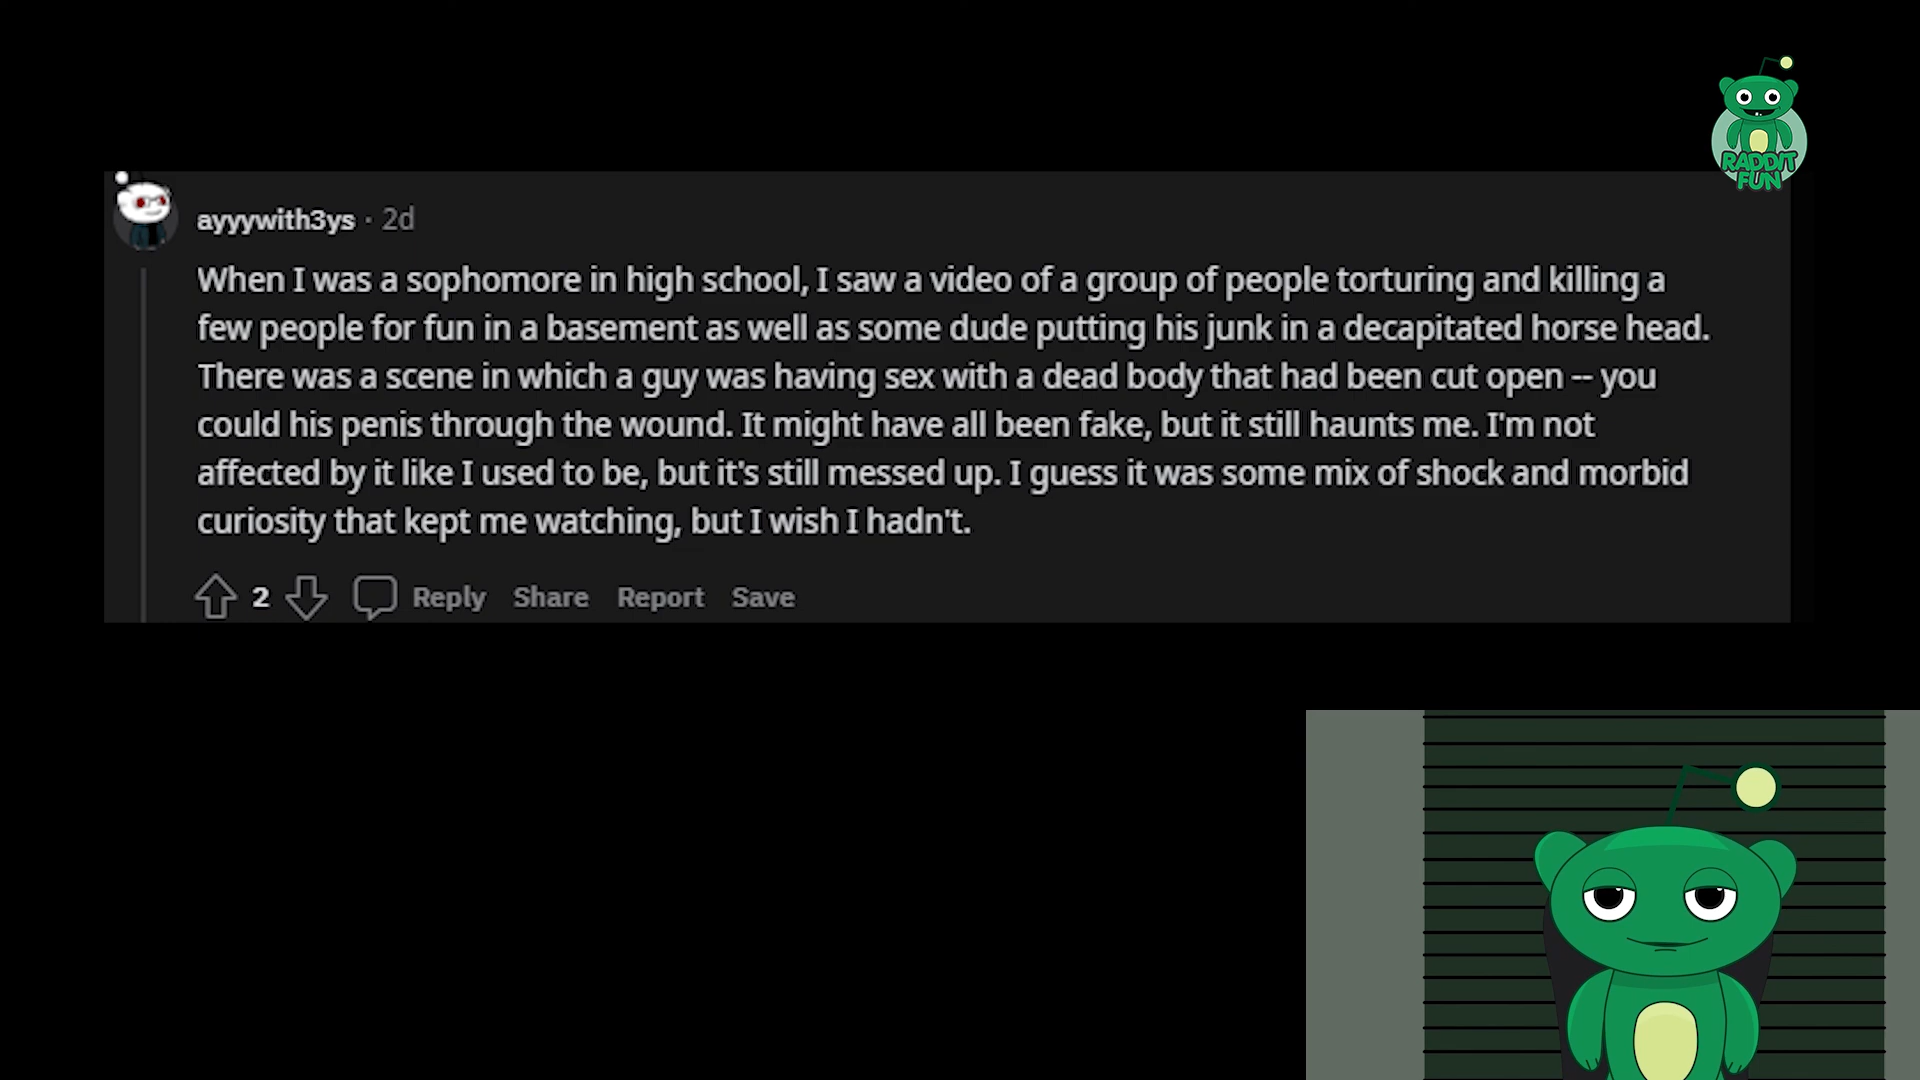 RADDIT
FUN
ayyywith3ys · 2d
When I was a sophomore in high school, I saw a video of a group of people torturing and killing a
few people for fun in a basement as well as some dude putting his junk in a decapitated horse head.
There was a scene in which a guy was having sex with a dead body that had been cut open -- you
could his penis through the wound. It might have all been fake, but it still haunts me. I'm not
affected by it like I used to be, but it's still messed up. I guess it was some mix of shock and morbid
curiosity that kept me watching, but I wish I hadn't.
2 Reply Share Report Save